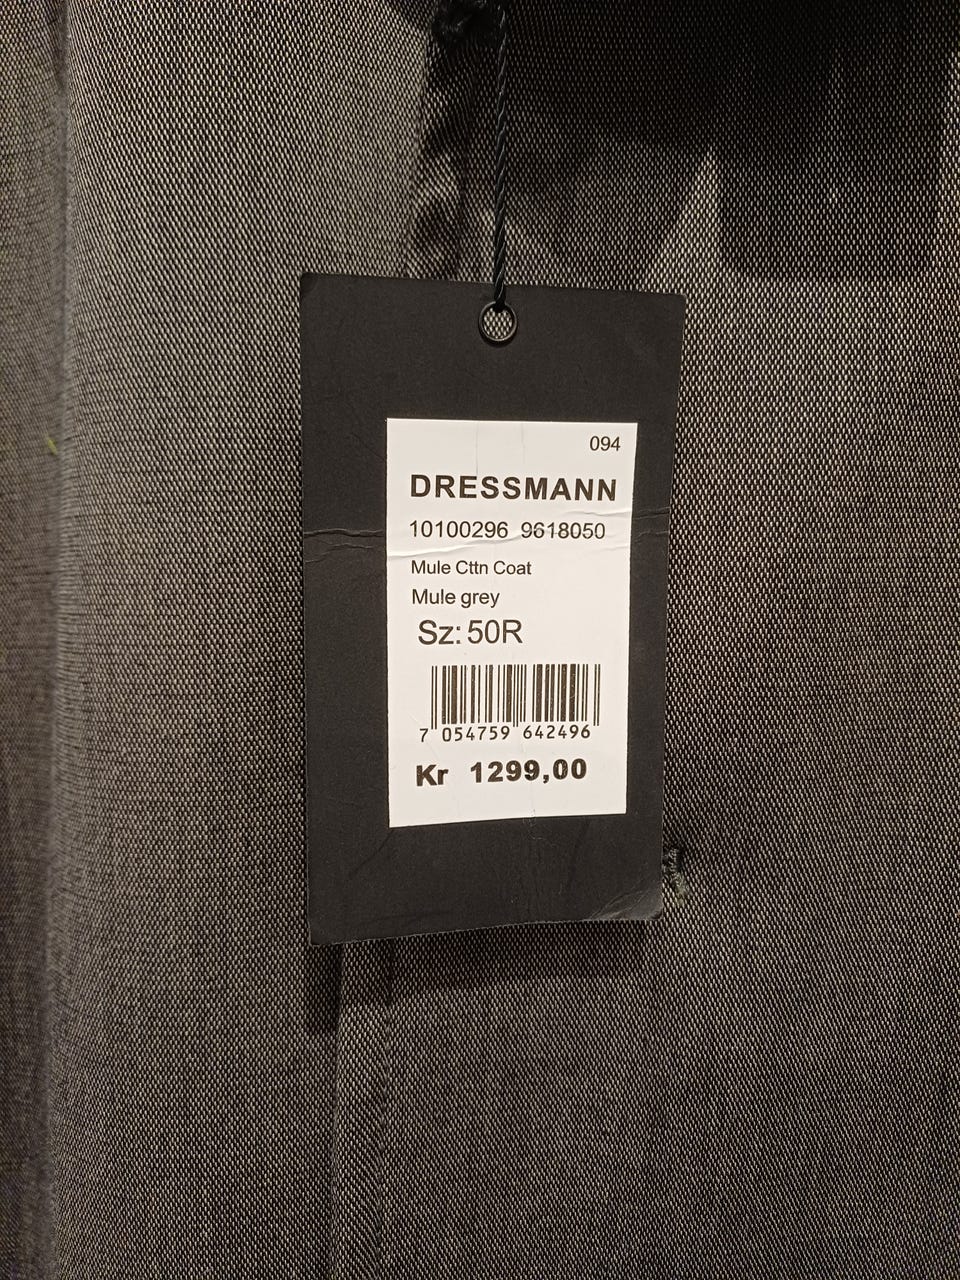 094
DRESSMANN
10100296 9618050
Mule Cttn Coat
Mule grey
Sz: 50R
7 054759 642496
Kr 1299,00